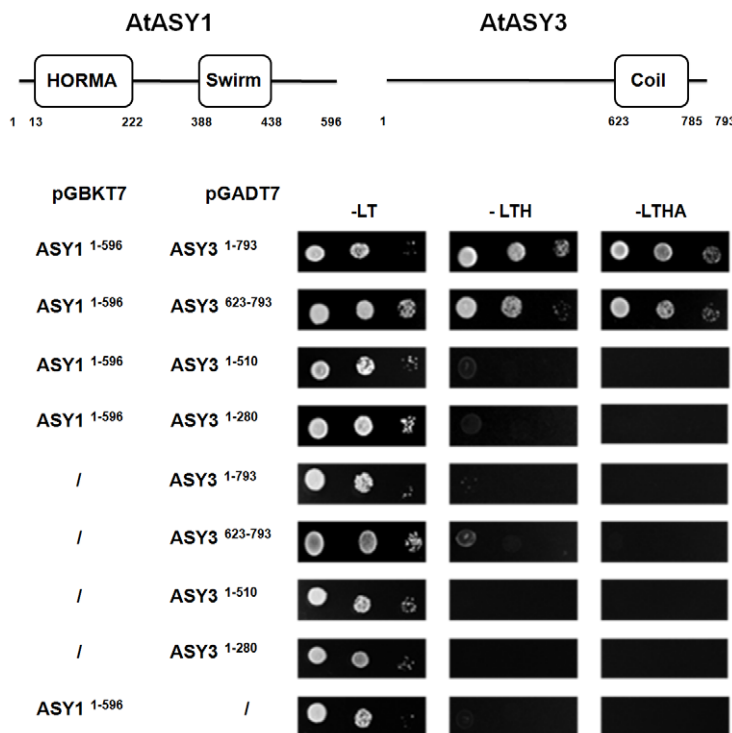 AtASY1 AtASY3
HORMA Swirm Coil
1 13 222 388 438 596 1 623 785 793
pGBKT7 pGADT7
-LT - LTH -LTHA
ASY1 1-596 ASY3 1-793
ASY1 1-596 ASY3 623-793
ASY1 1-596 ASY3 1-510
ASY1 1-596 ASY3 1-280
/ ASY3 1-793
/ ASY3 623-793
/ ASY3 1-510
/ ASY3 1-280
ASY1 1-596 /